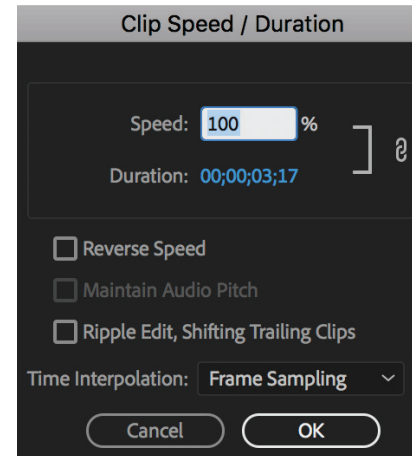 Clip Speed / Duration
Speed: 100 %
Duration: 00;00;03;17
Reverse Speed
Maintain Audio Pitch
Ripple Edit, Shifting Trailing Clips
Time Interpolation: Frame Sampling
Cancel OK